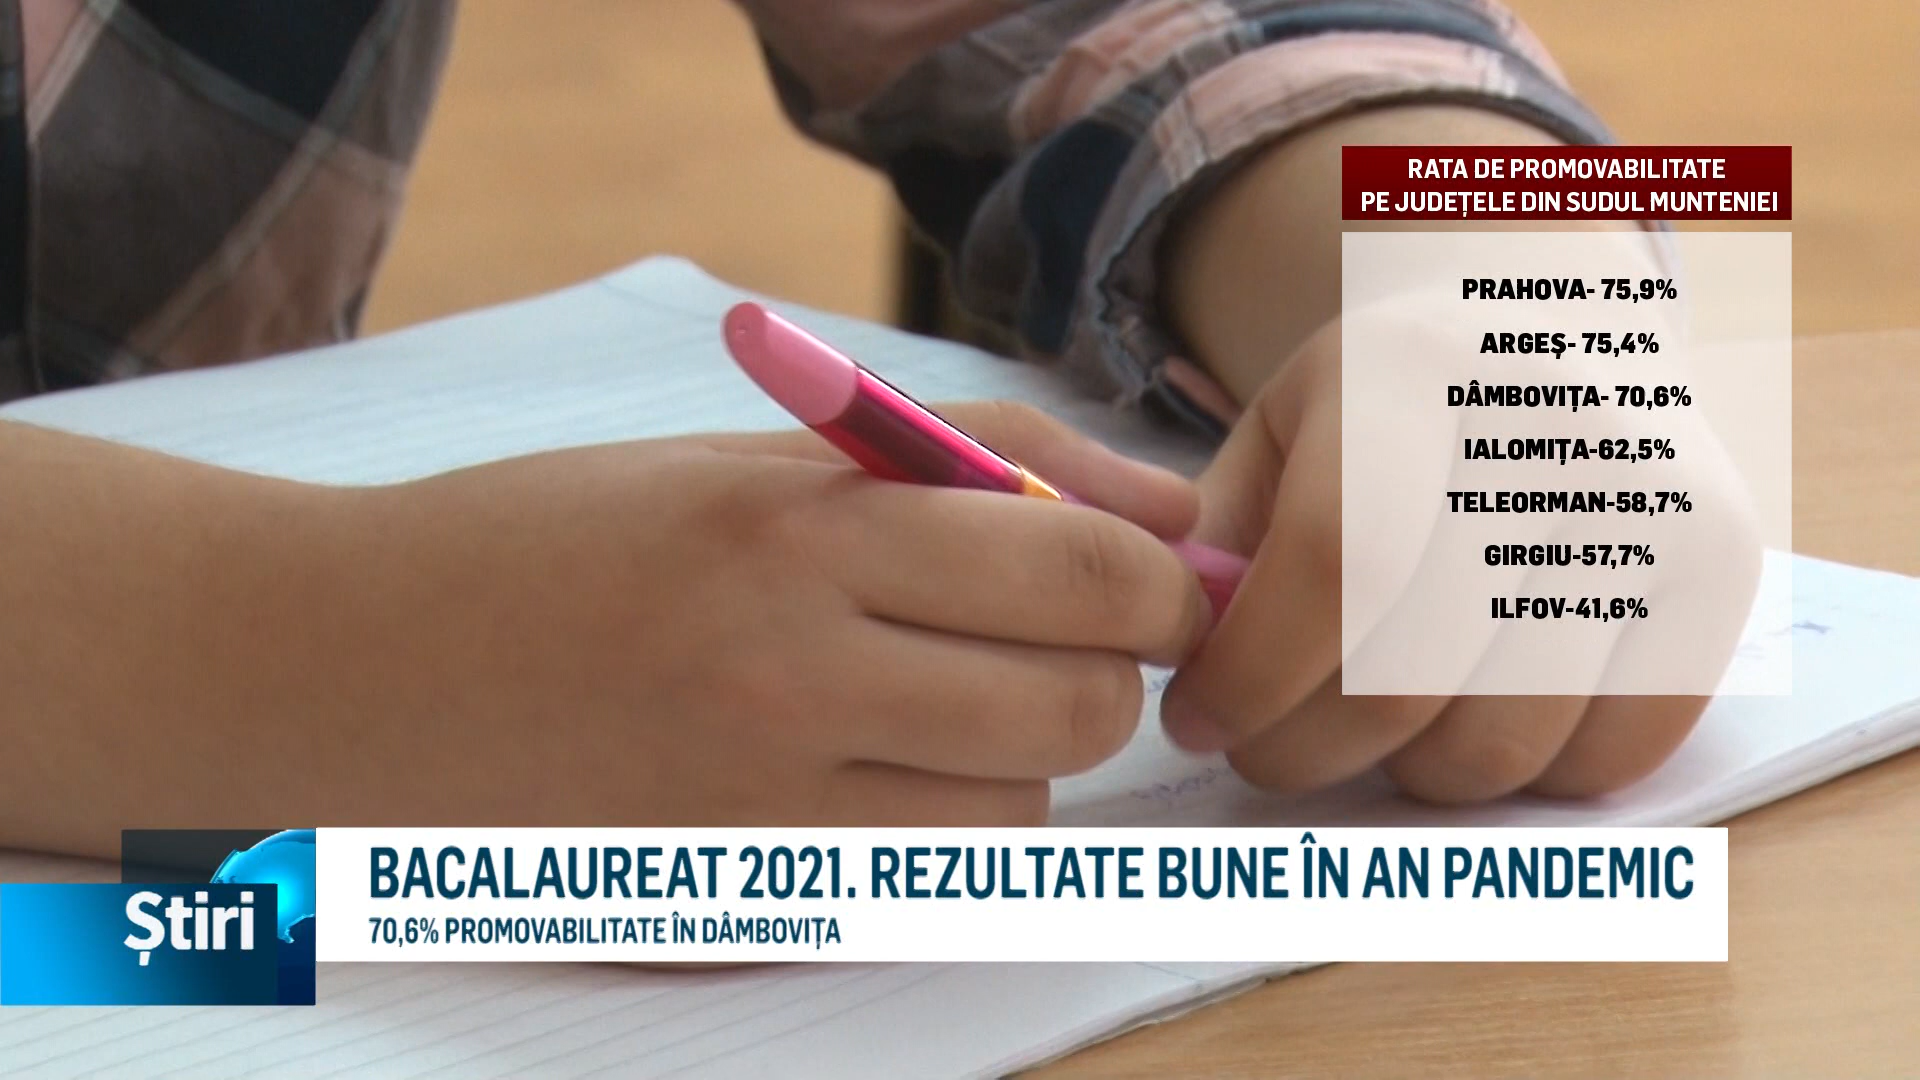 RATA DE PROMOVABILITATE
PE JUDEȚELE DIN SUDUL MUNTENIEI
PRAHOVA- 75,9%
ARGEȘ- 75,4%
DÂMBOVIȚA- 70,6%
IALOMIȚA-62,5%
TELEORMAN-58,7%
GIRGIU-57,7%
ILFOV-41,6%
BACALAUREAT 2021. REZULTATE BUNE ÎN AN PANDEMIC
70,6% PROMOVABILITATE ÎN DÂMBOVIȚA
Știri